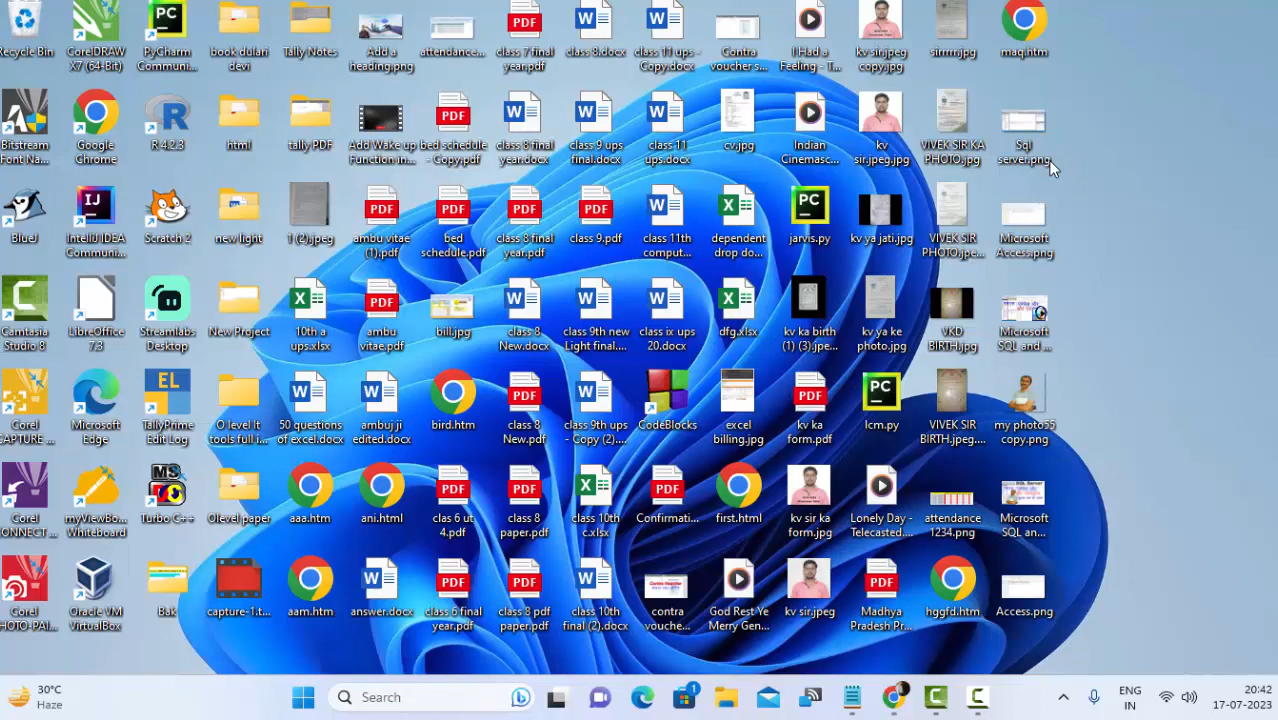 Recycle Bin
CorelDRAW
X7 (64-Bit)
PyCharm
Communi...
book dulari
devi
Tally Notes
Add a
heading.png
attendance...
class 7 final
year.pdf
class 8.docx
class 11 ups -
Copy.docx
Contra
voucher s...
I Had a
Feeling - T...
kv sir.jpeg
copy.jpg
sirrrrr.jpg
maq.htm
Bitstream
Font Na...
Google
Chrome
R 4.2.3
html
tally PDF
Add Wake up
Function in...
bed schedule
- Copy.pdf
class 8 final
year.docx
class 9 ups
final.docx
class 11
ups.docx
cv.jpg
Indian
Cinemasc...
kv
sir.jpeg.jpg
VIVEK SIR KA
PHOTO.jpg
Sql
server.png
BlueJ
IntelliJ IDEA
Communi...
Scratch 2
new light
1 (2).jpeg
ambu vitae
(1).pdf
bed
schedule.pdf
class 8 final
year.pdf
class 9.pdf
class 11th
comput...
dependent
drop do...
jarvis.py
kv ya jati.jpg
VIVEK SIR
PHOTO.jpe...
Microsoft
Access.png
Camtasia
Studio 8
LibreOffice
7.3
Streamlabs
Desktop
New Project
10th a
ups.xlsx
ambu
vitae.pdf
bill.jpg
class 8
New.docx
class 9th new
Light final....
class ix ups
20.docx
dfg.xlsx
kv ka birth
(1) (3).jpe...
kv ya ke
photo.jpg
VKD
BIRTH.jpg
Microsoft
SQL and ...
Corel
CAPTURE ...
Microsoft
Edge
TallyPrime
Edit Log
O level it
tools full i...
50 questions
of excel.docx
ambuj ji
edited.docx
bird.htm
class 8
New.pdf
class 9th ups
- Copy (2)....
CodeBlocks
excel
billing.jpg
kv ka
form.pdf
lcm.py
VIVEK SIR
BIRTH.jpeg....
my photo55
copy.png
Corel
CONNECT ...
myViewBo...
Whiteboard
Turbo C++
Olevel paper
aaa.htm
ani.html
clas 6 ut
4.pdf
class 8
paper.pdf
class 10th
c.xlsx
Confirmati...
first.html
kv sir ka
form.jpg
Lonely Day -
Telecasted....
attendance
1234.png
Microsoft
SQL an...
Corel
PHOTO-PAI...
Oracle VM
VirtualBox
Bak
capture-1.t...
aam.htm
answer.docx
class 6 final
year.pdf
class 8 pdf
paper.pdf
class 10th
final (2).docx
contra
vouche...
God Rest Ye
Merry Gen...
kv sir.jpeg
Madhya
Pradesh Pr...
hggfd.htm
Access.png
30°C
Haze
Search
1
ENG
IN
20:42
17-07-2023